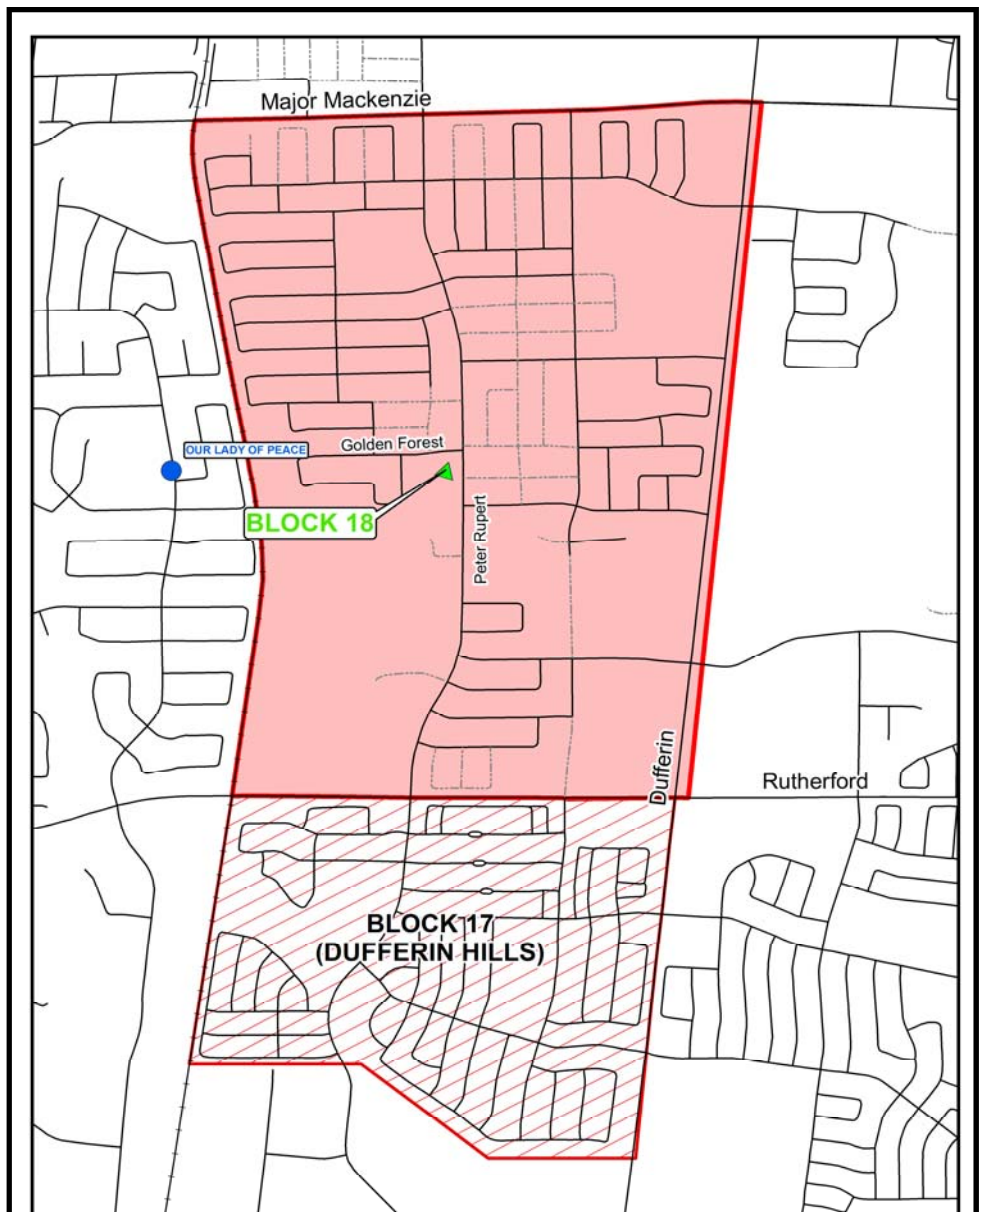 Major Mackenzie
OUR LADY OF PEACE
Golden Forest
BLOCK 18
Peter Rupert
Dufferin
Rutherford
BLOCK 17
(DUFFERIN HILLS)